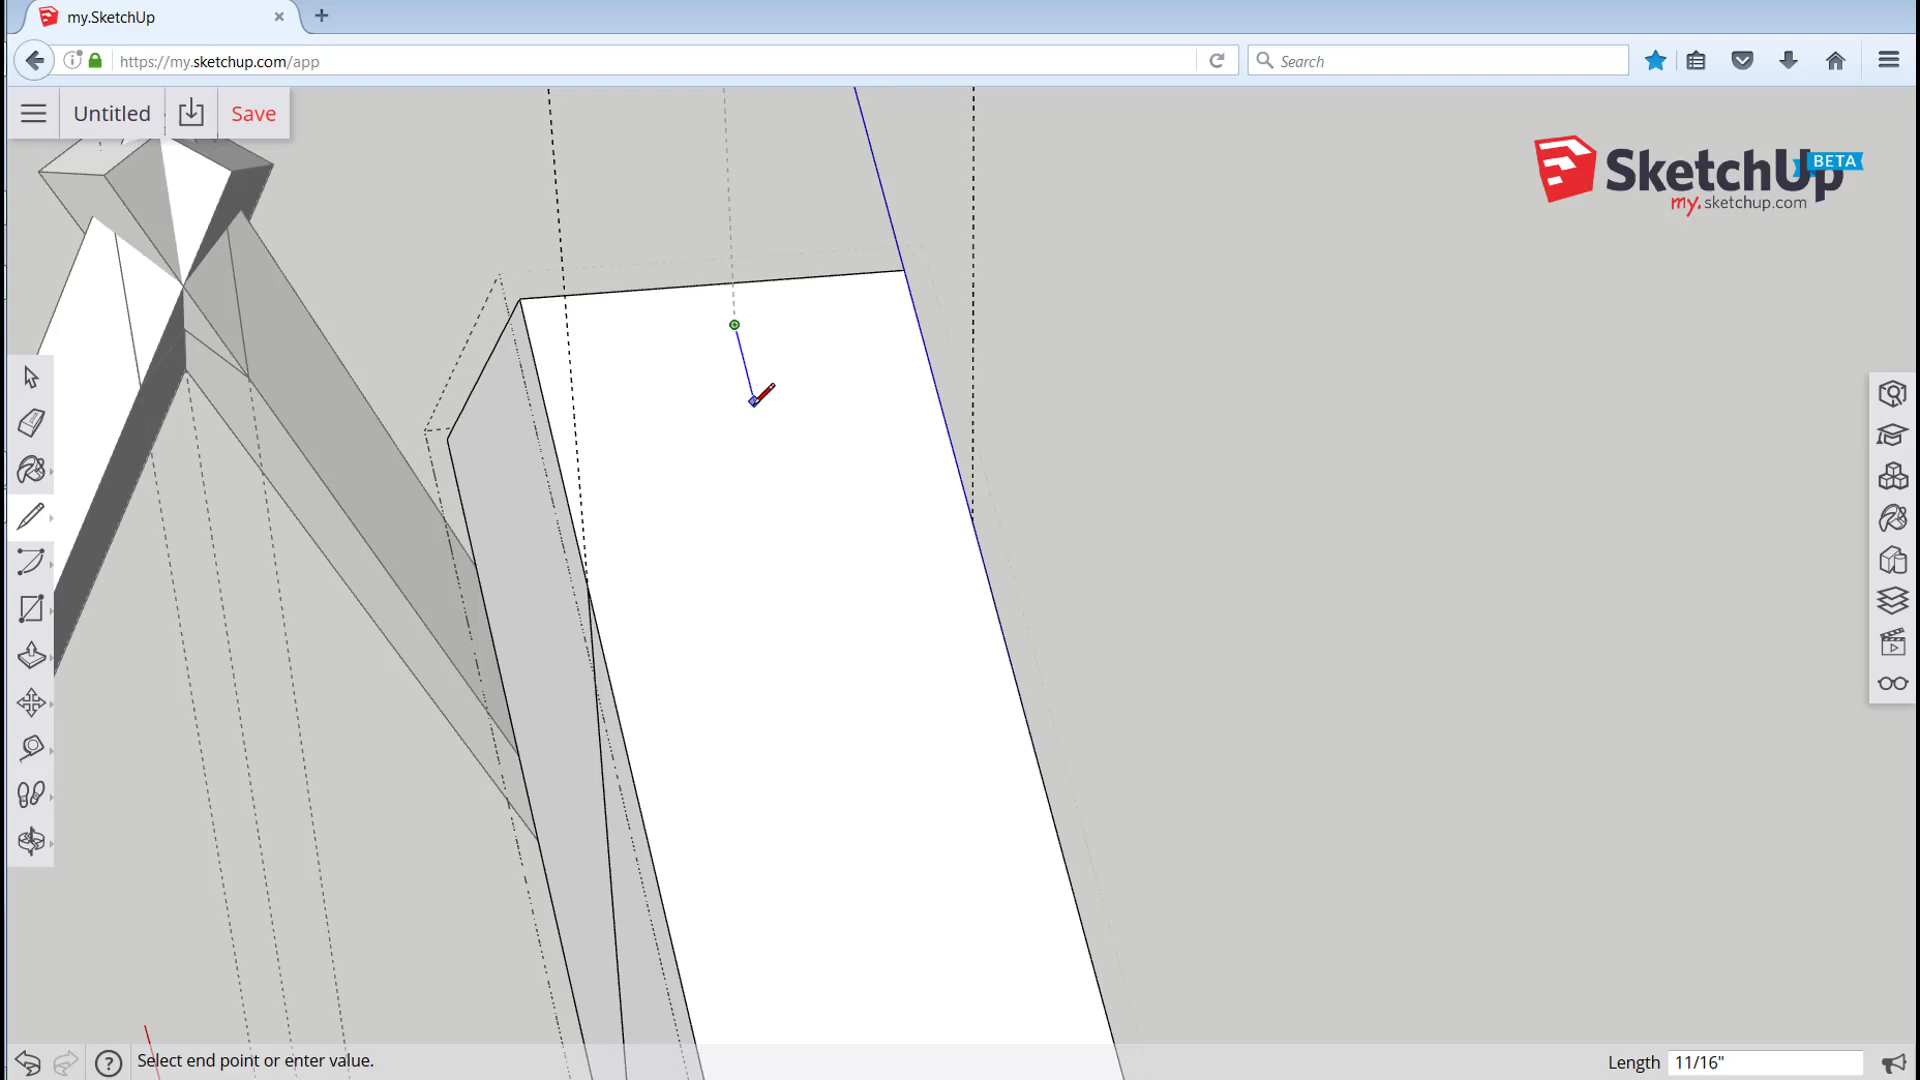 my.SketchUp
https://my.sketchup.com/app
Search
Untitled
Save
SketchUp BETA
my.sketchup.com
Select end point or enter value.
Length 11/16"